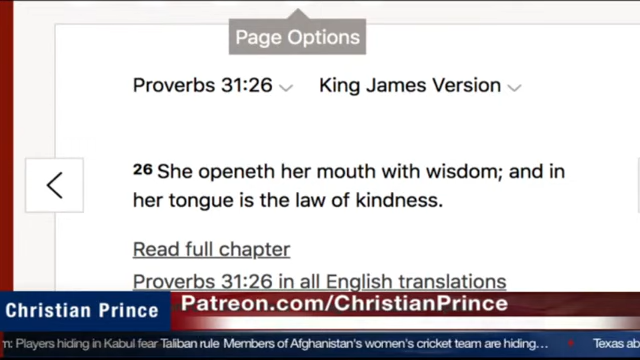 Page Options
Proverbs 31:26 King James Version
26 She openeth her mouth with wisdom; and in
her tongue is the law of kindness.
Read full chapter
Proverbs 31:26 in all English translations
Christian Prince Patreon.com/ChristianPrince
m: Players hiding in Kabul fear Taliban rule Members of Afghanistan's women's cricket team are hiding... Texas ab